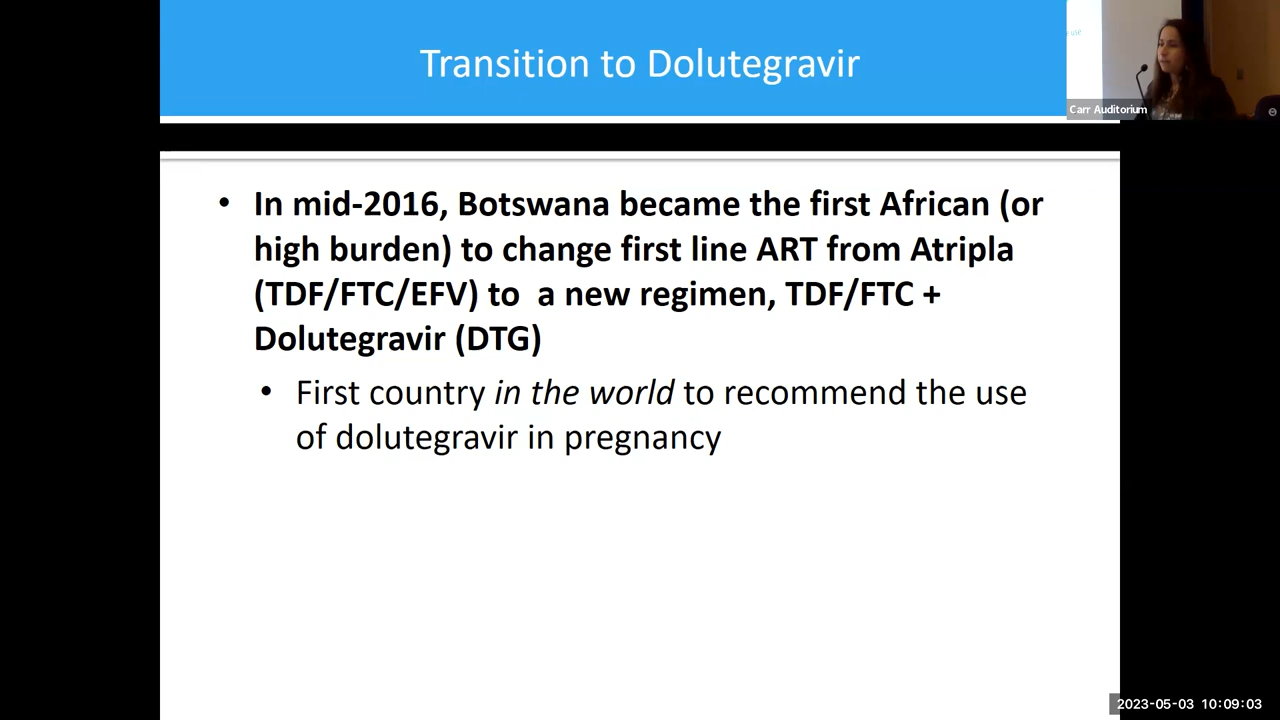 Transition to Dolutegravir
Carr Auditorium
• In mid-2016, Botswana became the first African (or
high burden) to change first line ART from Atripla
(TDF/FTC/EFV) to a new regimen, TDF/FTC +
Dolutegravir (DTG)
• First country in the world to recommend the use
of dolutegravir in pregnancy
2023-05-03 10:09:03